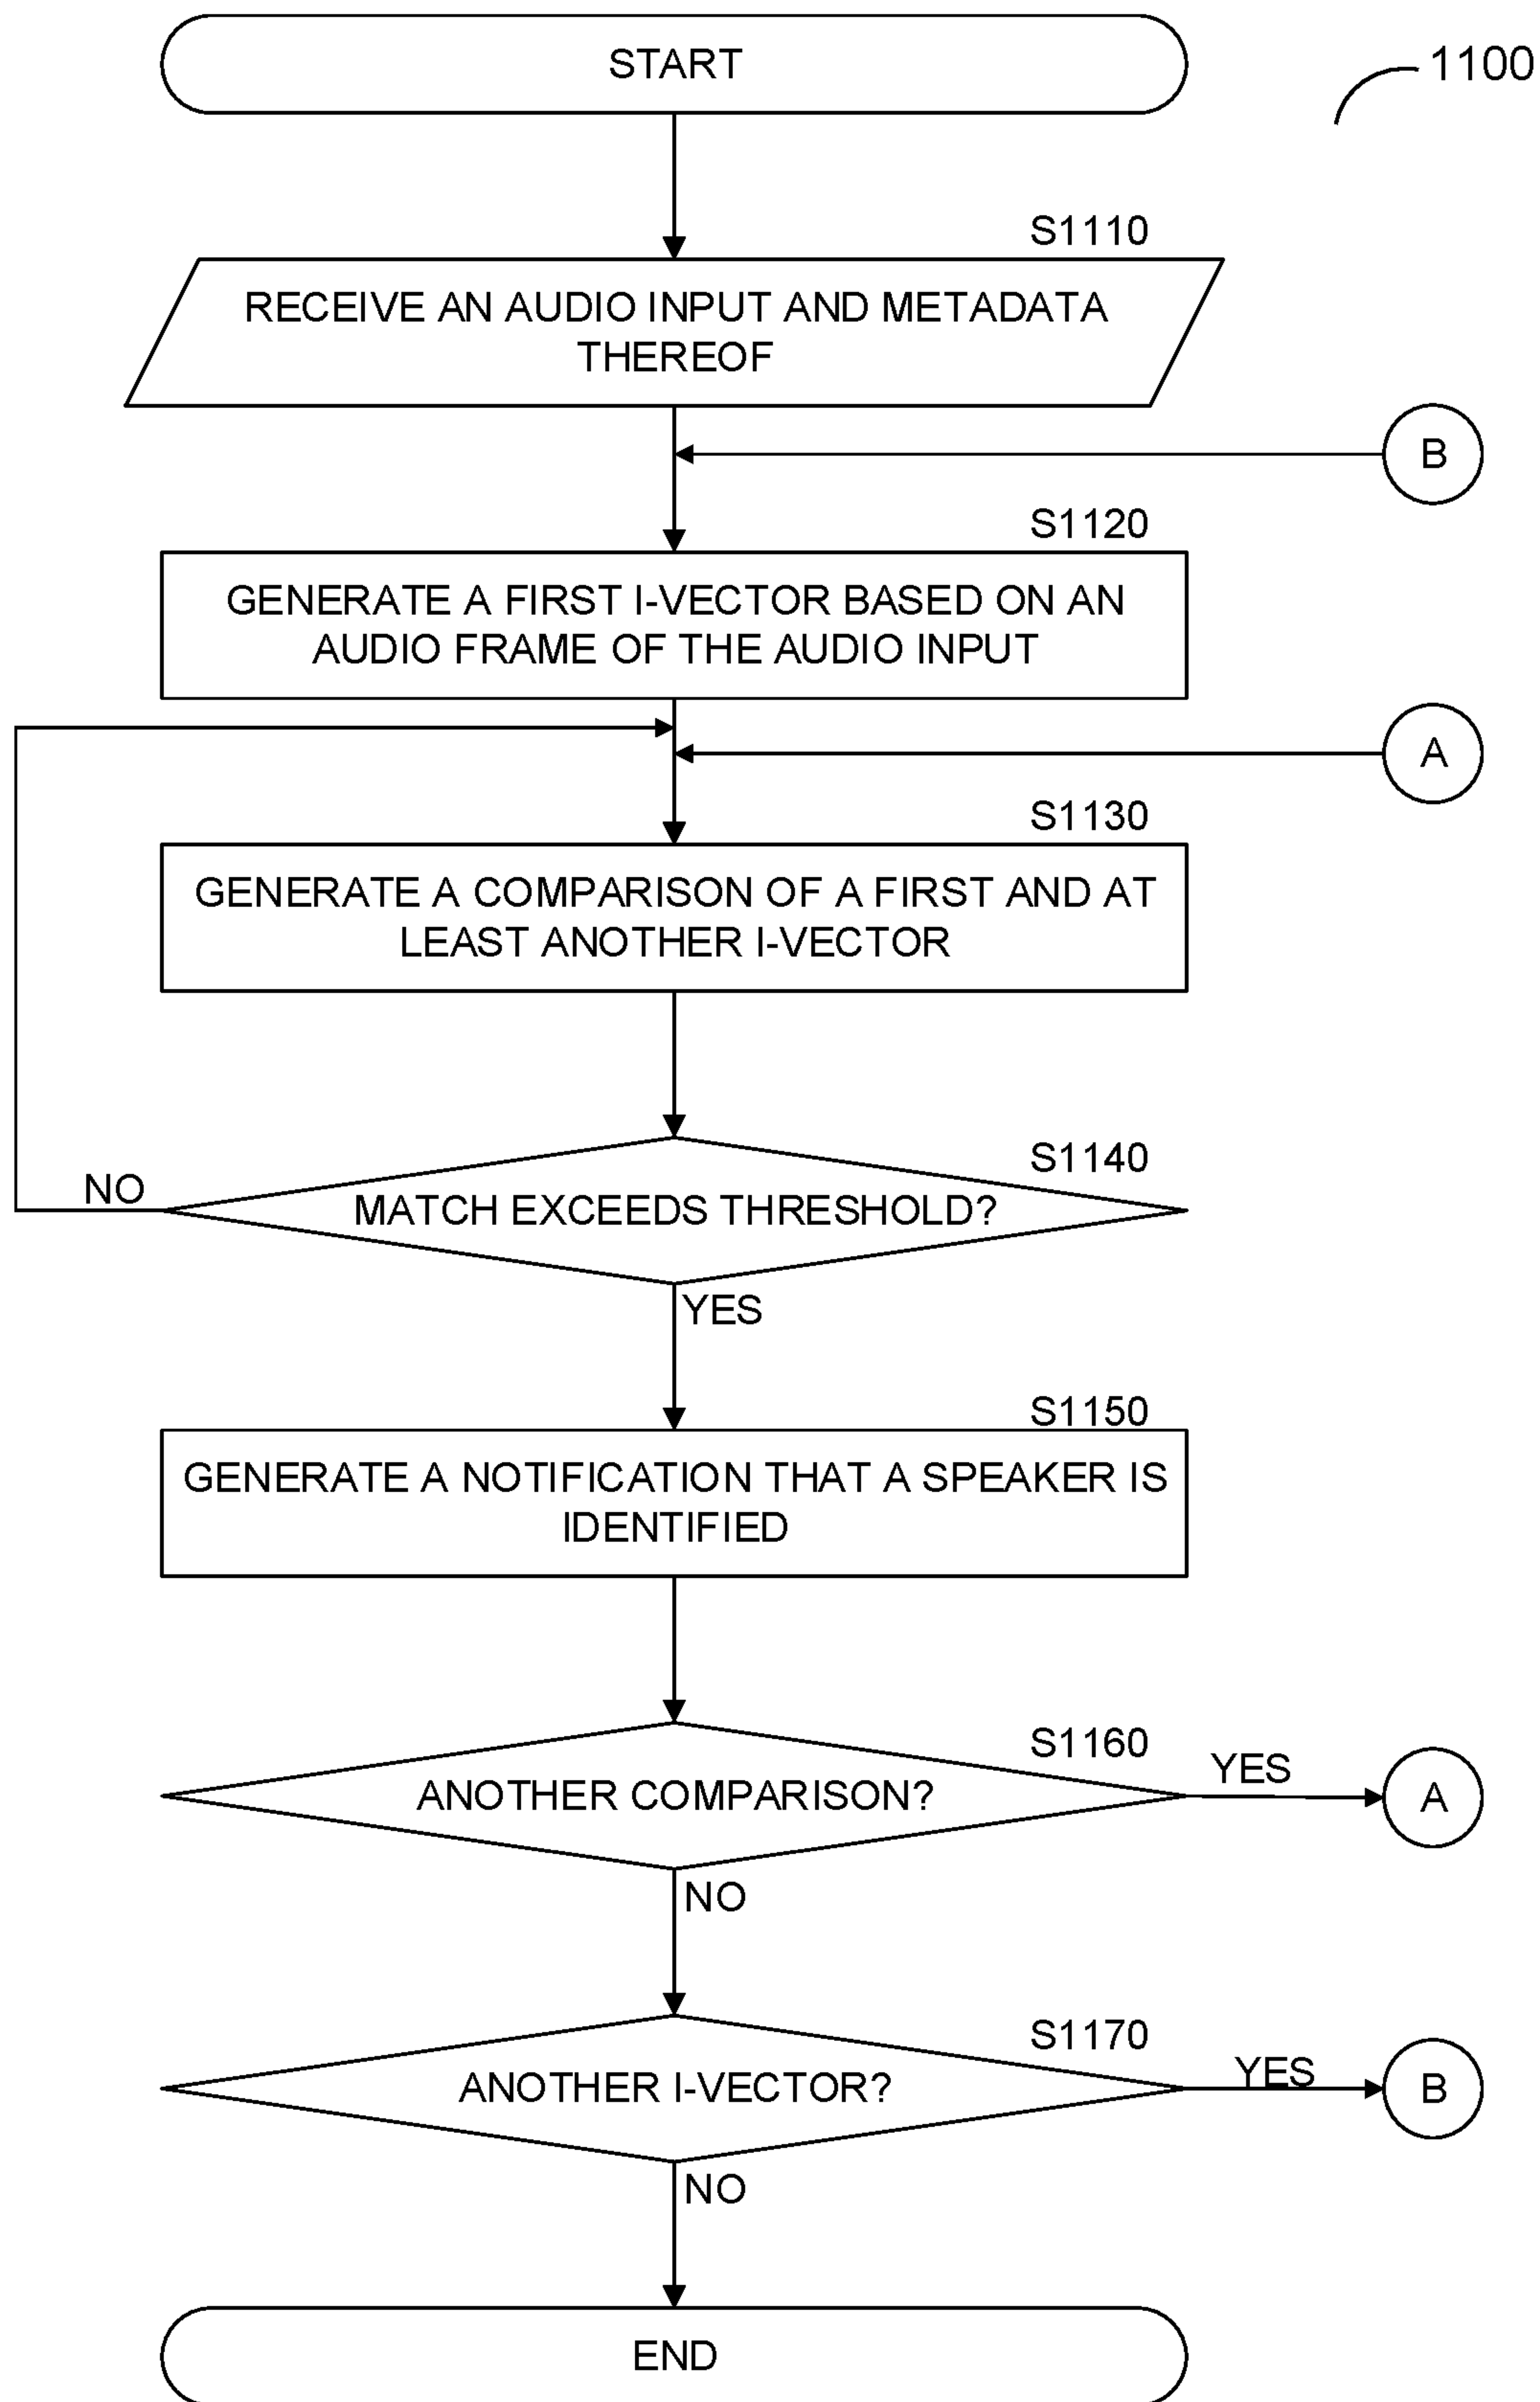 START
1100
S1110
RECEIVE AN AUDIO INPUT AND METADATA
THEREOF
B
S1120
GENERATE A FIRST I-VECTOR BASED ON AN
AUDIO FRAME OF THE AUDIO INPUT
A
S1130
GENERATE A COMPARISON OF A FIRST AND AT
LEAST ANOTHER I-VECTOR
S1140
NO
MATCH EXCEEDS THRESHOLD?
YES
S1150
GENERATE A NOTIFICATION THAT A SPEAKER IS
IDENTIFIED
S1160
YES
ANOTHER COMPARISON?
A
NO
S1170
YES
ANOTHER I-VECTOR?
B
NO
END